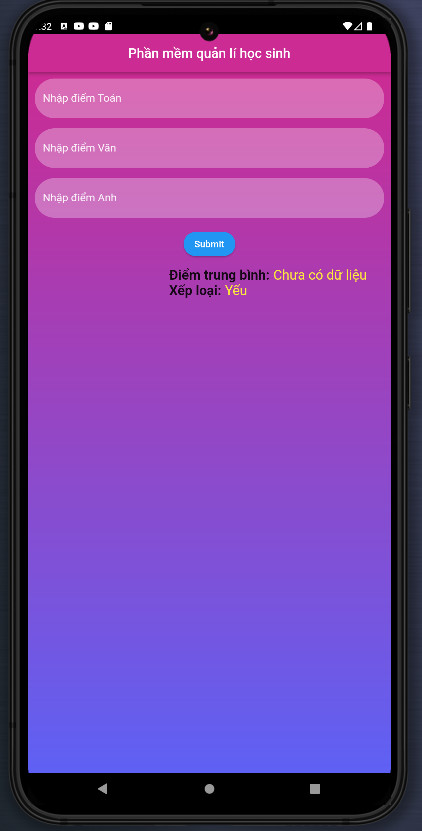 :32
Phần mềm quản lí học sinh
Nhập điểm Toán
Nhập điểm Văn
Nhập điểm Anh
Submit
Điểm trung bình: Chưa có dữ liệu
Xếp loại: Yếu